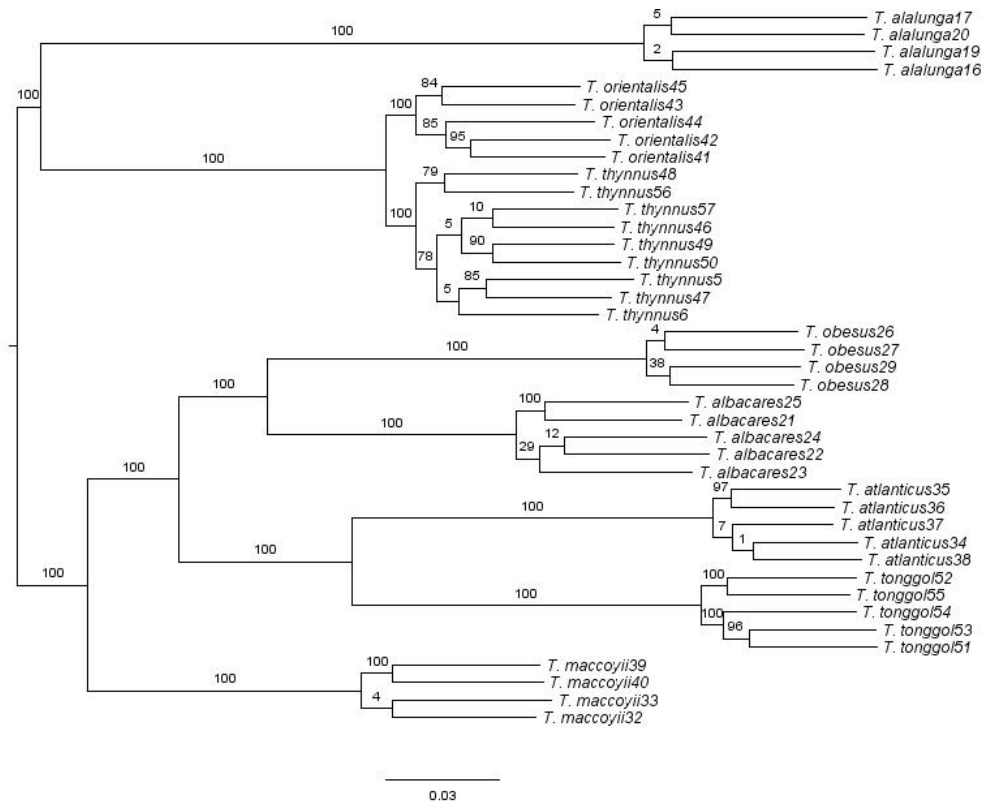 5
T. alalunga17
100
T. alalunga20
2
T. alalunga19
T. alalunga16
100
84
T. orientalis45
100
T. orientalis43
85
T. orientalis44
95
T. orientalis42
100
T. orientalis41
79
T. thynnus48
T. thynnus56
100
10
T. thynnus57
5
T. thynnus46
90
T. thynnus49
78
T. thynnus50
85
T. thynnus5
5
T. thynnus47
T. thynnus6
4
T. obesus26
100
T. obesus27
38
T. obesus29
T. obesus28
100
100
T. albacares25
100
T. albacares21
12
T. albacares24
29
T. albacares22
T. albacares23
100
97
T. atlanticus35
100
T. atlanticus36
7
T. atlanticus37
1
T. atlanticus34
100
T. atlanticus38
100
100
T. tonggol52
100
T. tonggol55
100
T. tonggol54
96
T. tonggol53
T. tonggol51
100
100
T. maccoyii39
T. maccoyii40
4
T. maccoyii33
T. maccoyii32
0.03